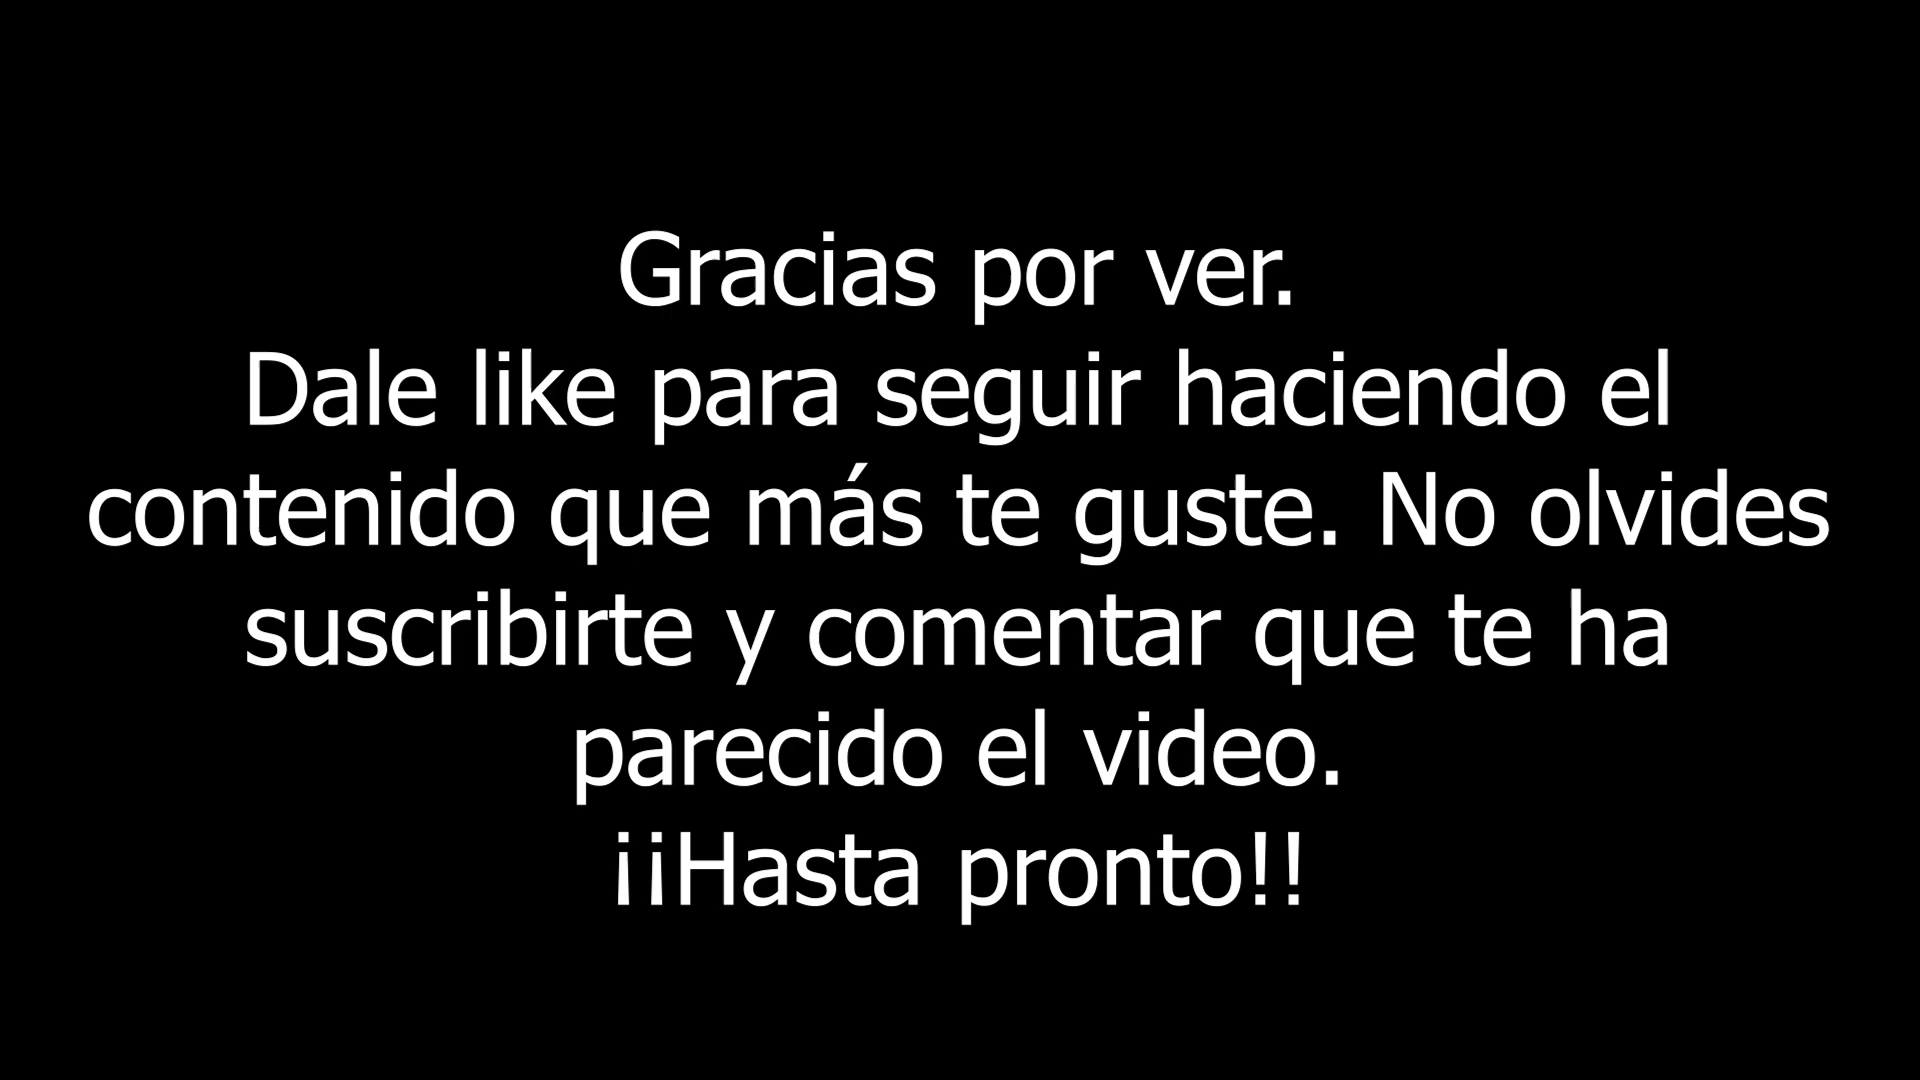 Gracias por ver.
Dale like para seguir haciendo el
contenido que más te guste. No olvides
suscribirte y comentar que te ha
parecido el video.
¡¡Hasta pronto!!